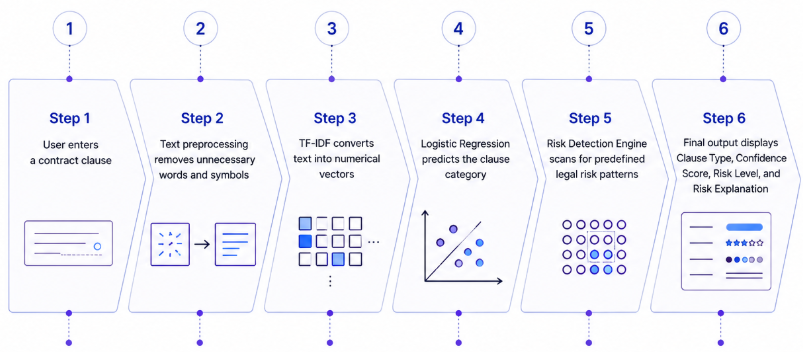 1
2
3
4
5
6
Step 1
User enters
a contract clause
Step 2
Text preprocessing
removes unnecessary
words and symbols
Step 3
TF-IDF converts
text into numerical
vectors
Step 4
Logistic Regression
predicts the clause
category
Step 5
Risk Detection Engine
scans for predefined
legal risk patterns
Step 6
Final output displays
Clause Type, Confidence
Score, Risk Level, and
Risk Explanation